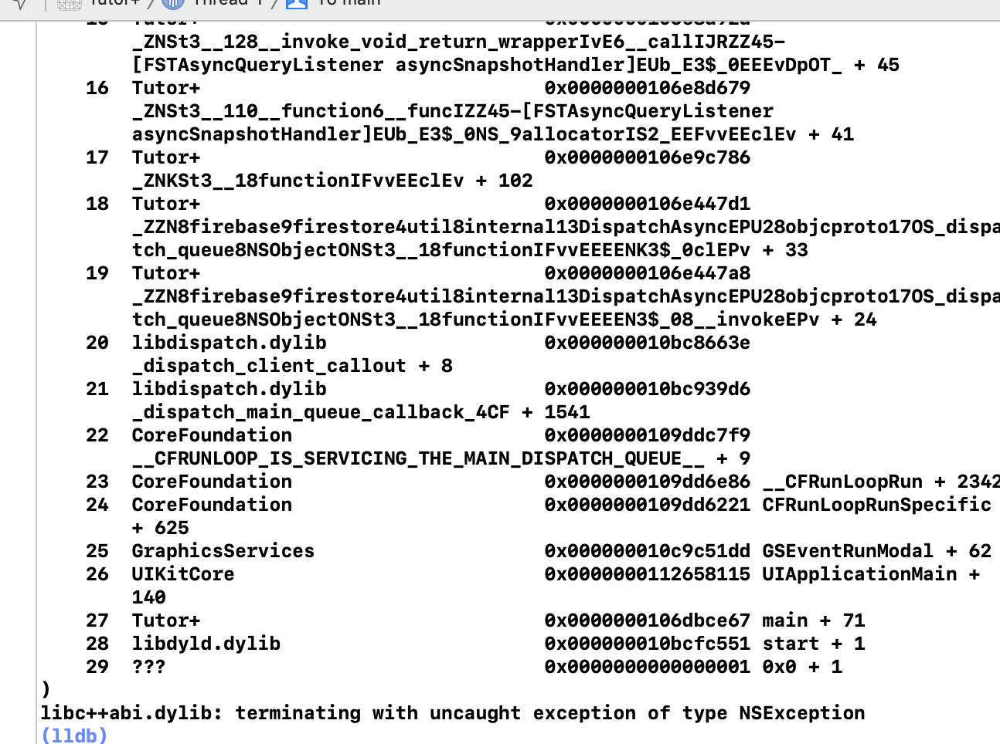 Tutor+ Thread 1 16 main
Tutor+
_ZNSt3__128__invoke_void_return_wrapperIvE6__callIJRZZ45-
[FSTAsyncQueryListener asyncSnapshotHandler]EUb_E3$_0EEEvDpOT_ + 45
16 Tutor+ 0x0000000106e8d679
_ZNSt3__110__function6__funcIZZ45-[FSTAsyncQueryListener
asyncSnapshotHandler]EUb_E3$_0NS_9allocatorIS2_EEFvvEEclEv + 41
17 Tutor+ 0x0000000106e9c786
_ZNKSt3__18functionIFvvEEclEv + 102
18 Tutor+ 0x0000000106e447d1
_ZZN8firebase9firestore4util8internal13DispatchAsyncEPU28objcproto17OS_dispa
tch_queue8NSObjectONSt3__18functionIFvvEEEENK3$_0clEPv + 33
19 Tutor+ 0x0000000106e447a8
_ZZN8firebase9firestore4util8internal13DispatchAsyncEPU28objcproto17OS_dispa
tch_queue8NSObjectONSt3__18functionIFvvEEEEN3$_08__invokeEPv + 24
20 libdispatch.dylib 0x000000010bc8663e
_dispatch_client_callout + 8
21 libdispatch.dylib 0x000000010bc939d6
_dispatch_main_queue_callback_4CF + 1541
22 CoreFoundation 0x0000000109ddc7f9
__CFRUNLOOP_IS_SERVICING_THE_MAIN_DISPATCH_QUEUE__ + 9
23 CoreFoundation 0x0000000109dd6e86 __CFRunLoopRun + 2342
24 CoreFoundation 0x0000000109dd6221 CFRunLoopRunSpecific
+ 625
25 GraphicsServices 0x000000010c9c51dd GSEventRunModal + 62
26 UIKitCore 0x0000000112658115 UIApplicationMain +
140
27 Tutor+ 0x0000000106dbce67 main + 71
28 libdyld.dylib 0x000000010bcfc551 start + 1
29 ??? 0x0000000000000001 0x0 + 1
)
libc++abi.dylib: terminating with uncaught exception of type NSException
(lldb)